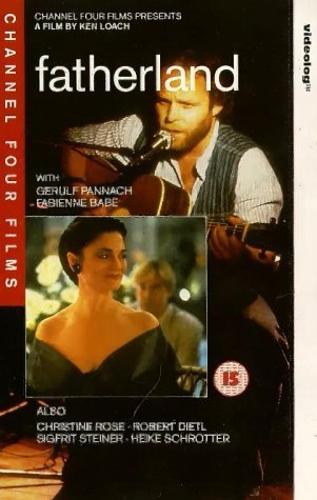 CHANNEL FOUR FILMS
CHANNEL FOUR FILMS PRESENTS
A FILM BY KEN LOACH
videolog™
fatherland
WITH
GERULF PANNACH
FABIENNE BABE
15
ALSO
CHRISTINE ROSE · ROBERT DIETL
SIGFRIT STEINER · HEIKE SCHROTTER